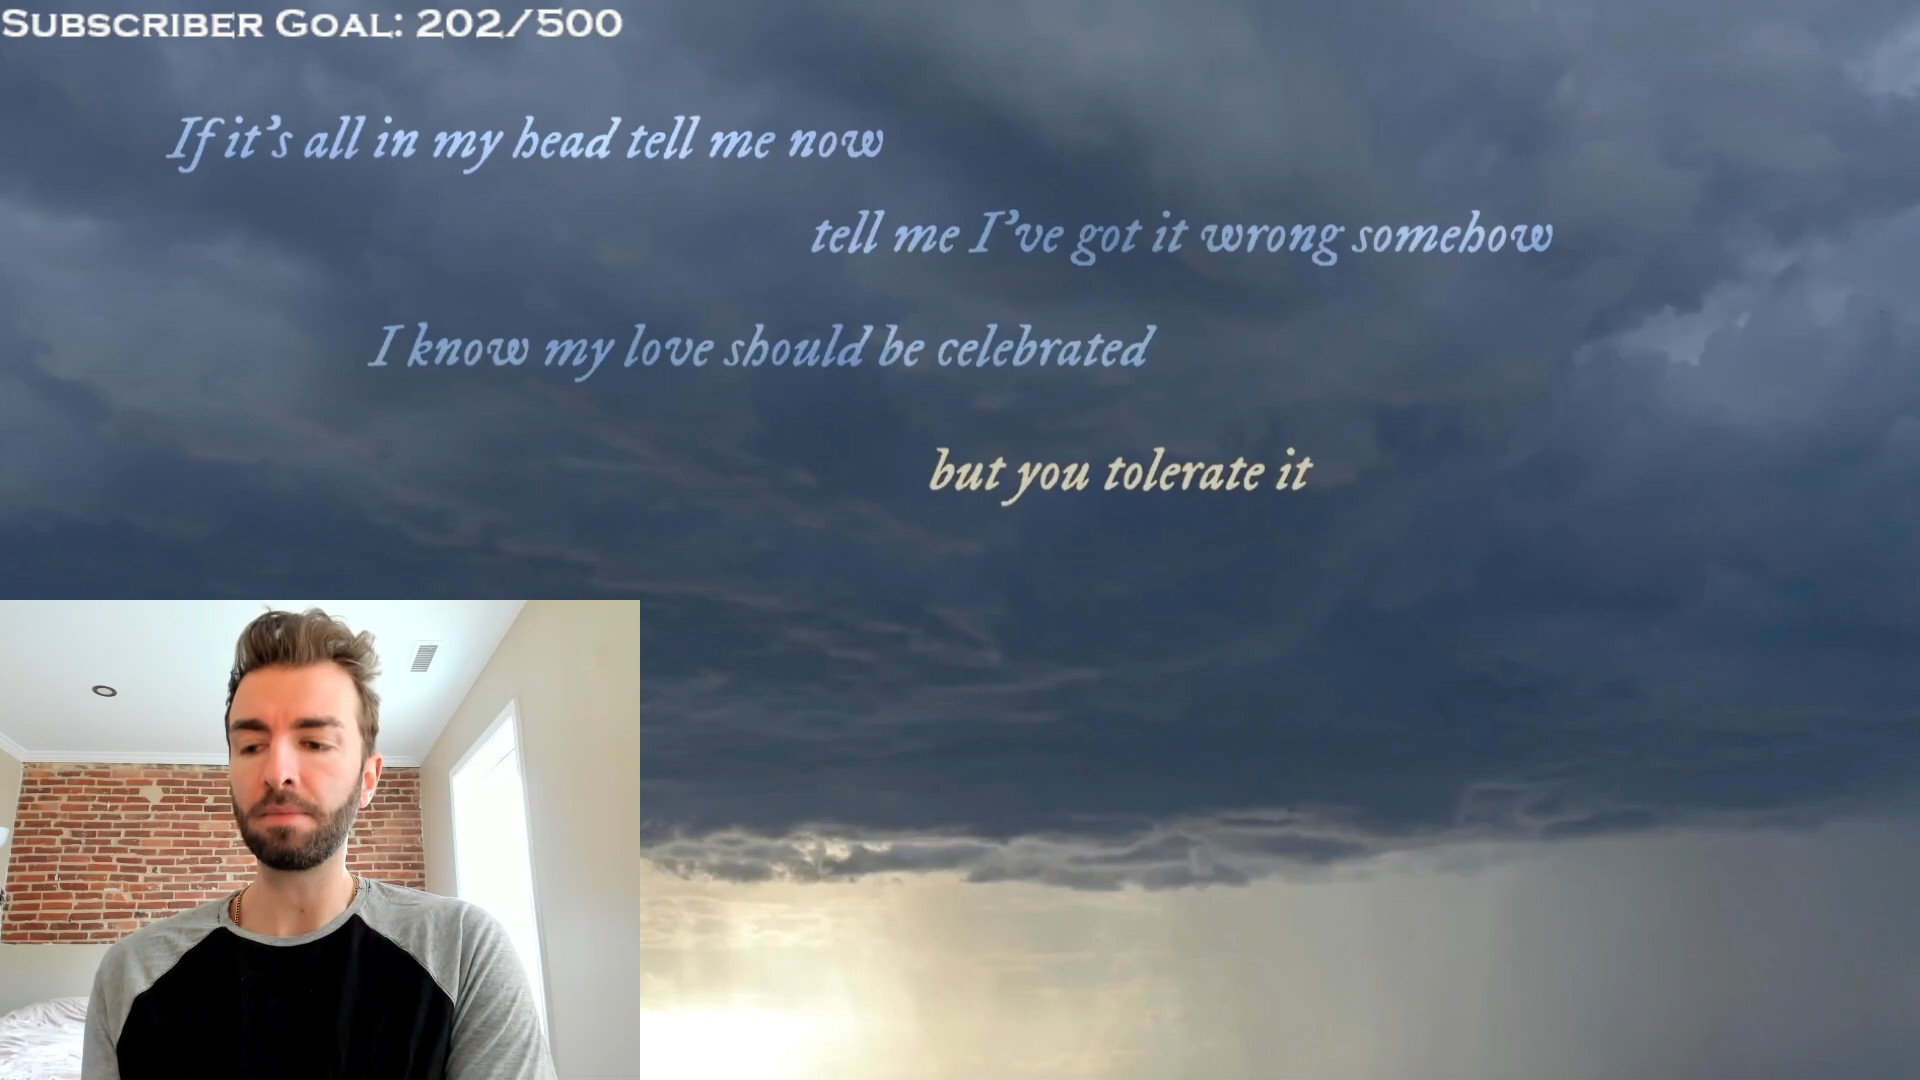 SUBSCRIBER GOAL: 202/500
If it's all in my head tell me now
tell me I've got it wrong somehow
I know my love should be celebrated
but you tolerate it